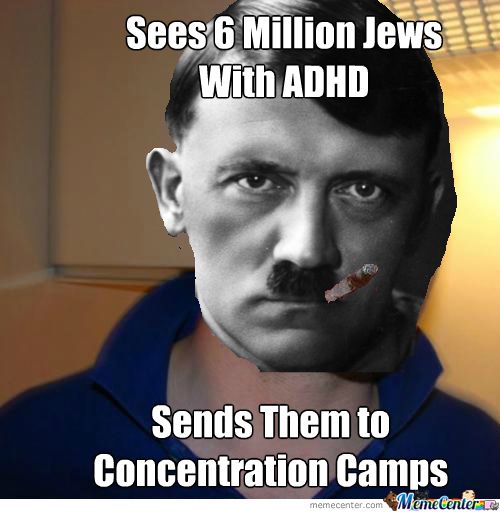 Sees 6 Million Jews
With ADHD
Sends Them to
Concentration Camps
memecenter.com MemeCenter